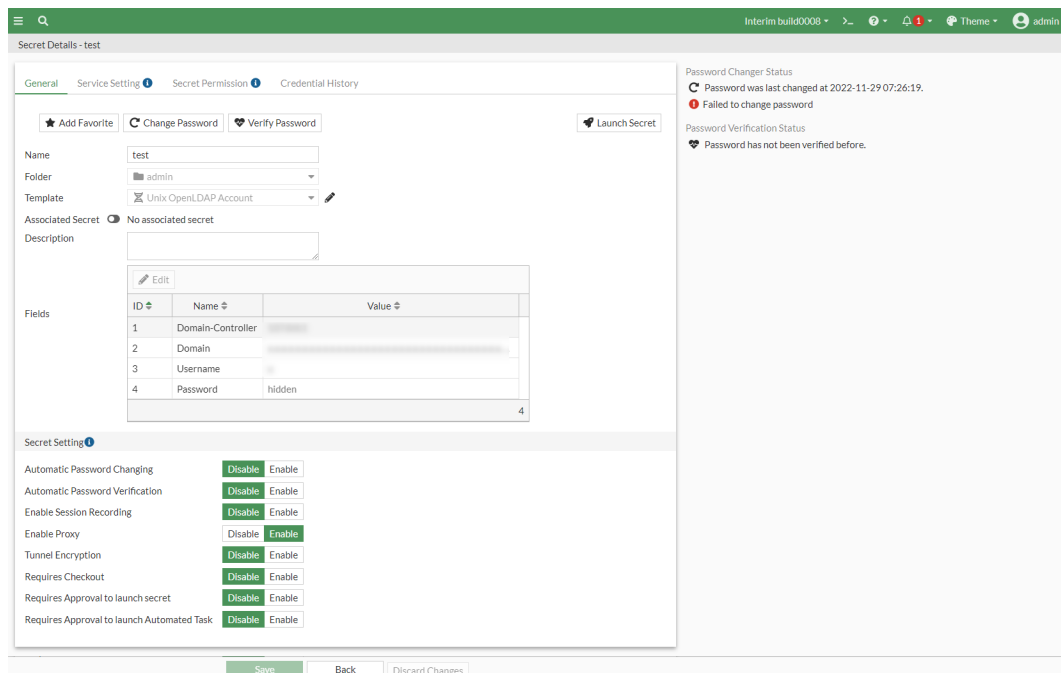 Interim build0008 >_ 1 Theme admin
Secret Details - test
General Service Setting Secret Permission Credential History
Add Favorite Change Password Verify Password Launch Secret
Name test
Folder admin
Template Unix OpenLDAP Account
Associated Secret No associated secret
Description
Edit
Fields
ID Name Value
1 Domain-Controller
2 Domain
3 Username
4 Password hidden
4
Secret Setting
Automatic Password Changing Disable Enable
Automatic Password Verification Disable Enable
Enable Session Recording Disable Enable
Enable Proxy Disable Enable
Tunnel Encryption Disable Enable
Requires Checkout Disable Enable
Requires Approval to launch secret Disable Enable
Requires Approval to launch Automated Task Disable Enable
Save Back Discard Changes
Password Changer Status
Password was last changed at 2022-11-29 07:26:19.
Failed to change password
Password Verification Status
Password has not been verified before.